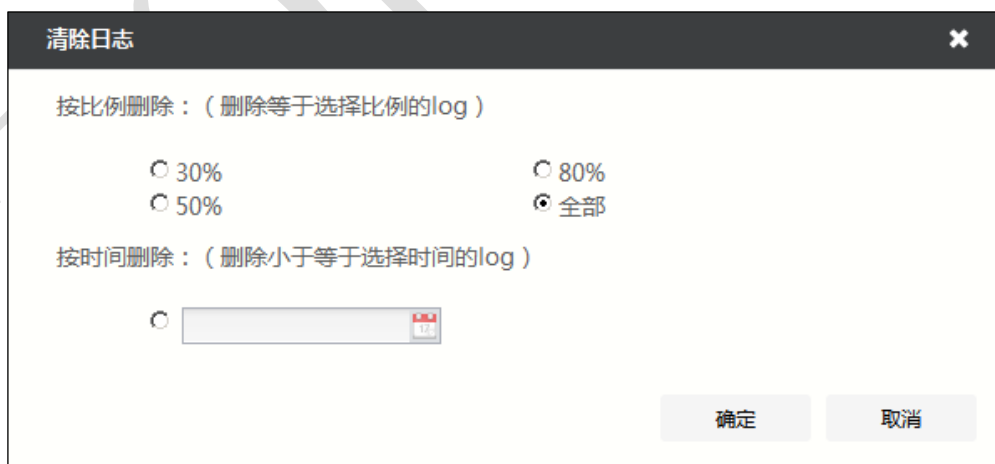 清除日志
按比例删除：（删除等于选择比例的log）
30% 80%
50% 全部
按时间删除：（删除小于等于选择时间的log）
12
确定 取消